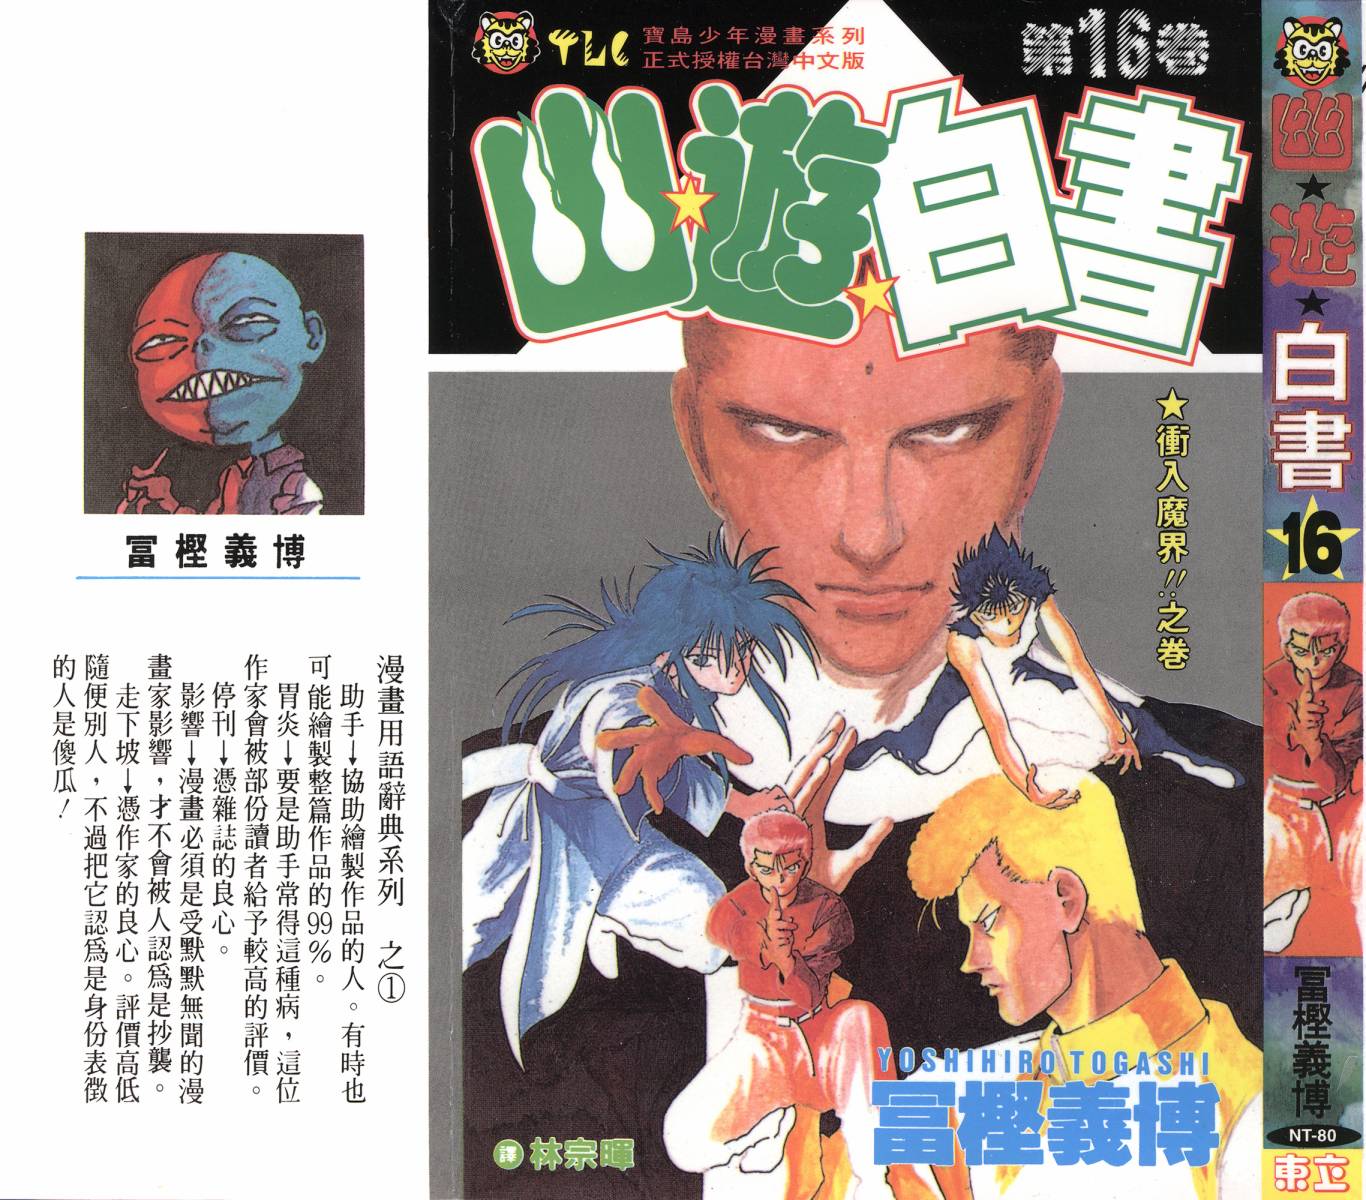 TLC
寶島少年漫畫系列
正式授權台灣中文版
第16巻
幽★遊★白書
★衝入魔界!!之巻
YOSHIHIRO TOGASHI
冨樫義博
譯 林宗暉
幽★遊★白書
16
冨樫義博
NT-80
東立
冨樫義博
漫畫用語辭典系列 之①
助手→協助繪製作品的人。有時也
可能繪製整篇作品的99%。
胃炎→要是助手常得這種病，這位
作家會被部份讀者給予較高的評價。
停刊→憑雜誌的良心。
影響→漫畫必須是受默默無聞的漫
畫家影響，才不會被人認爲是抄襲。
走下坡→憑作家的良心。評價高低
隨便別人，不過把它認爲是身份表徵
的人是傻瓜！